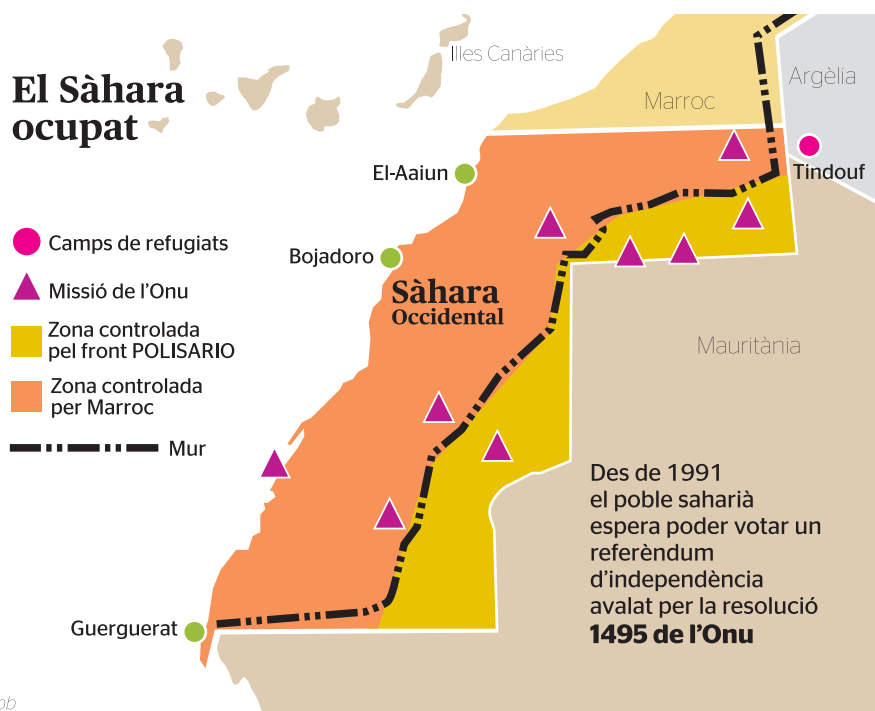 El Sàhara
ocupat
Illes Canàries
Marroc
Argèlia
Tindouf
El-Aaiun
Bojadoro
Camps de refugiats
Missió de l'Onu
Zona controlada
pel front POLISARIO
Zona controlada
per Marroc
Mur
Sàhara
Occidental
Mauritània
Des de 1991
el poble saharià
espera poder votar un
referèndum
d'independència
avalat per la resolució
1495 de l'Onu
Guerguerat